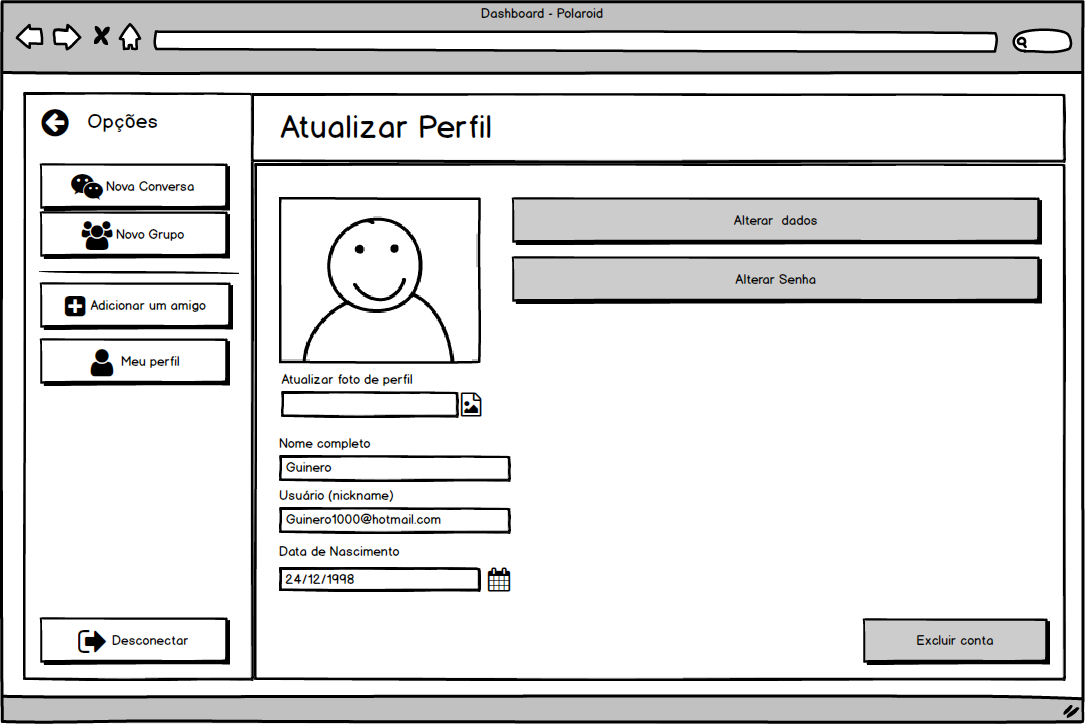 Dashboard - Polaroid
Opções
Nova Conversa
Novo Grupo
Adicionar um amigo
Meu perfil
Desconectar
Atualizar Perfil
Alterar dados
Alterar Senha
Atualizar foto de perfil
Nome completo
Guinero
Usuário (nickname)
Guinero1000@hotmail.com
Data de Nascimento
24/12/1998
Excluir conta